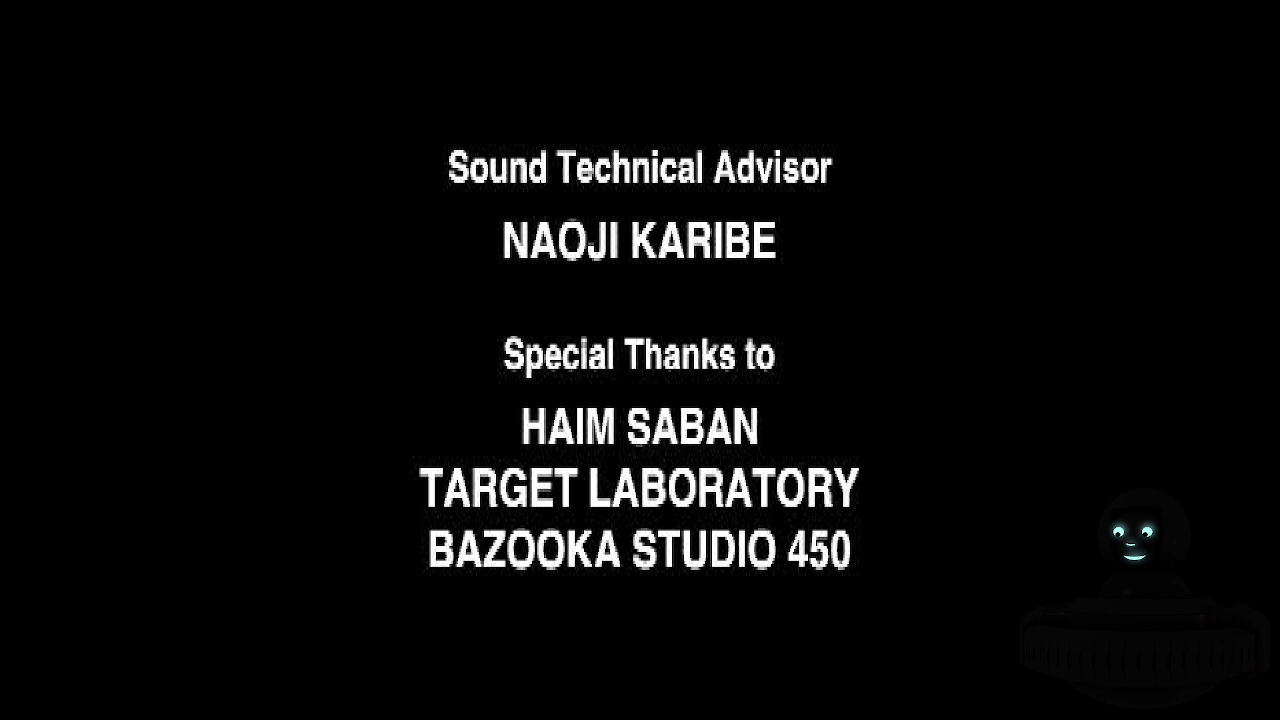 Sound Technical Advisor
NAOJI KARIBE
Special Thanks to
HAIM SABAN
TARGET LABORATORY
BAZOOKA STUDIO 450